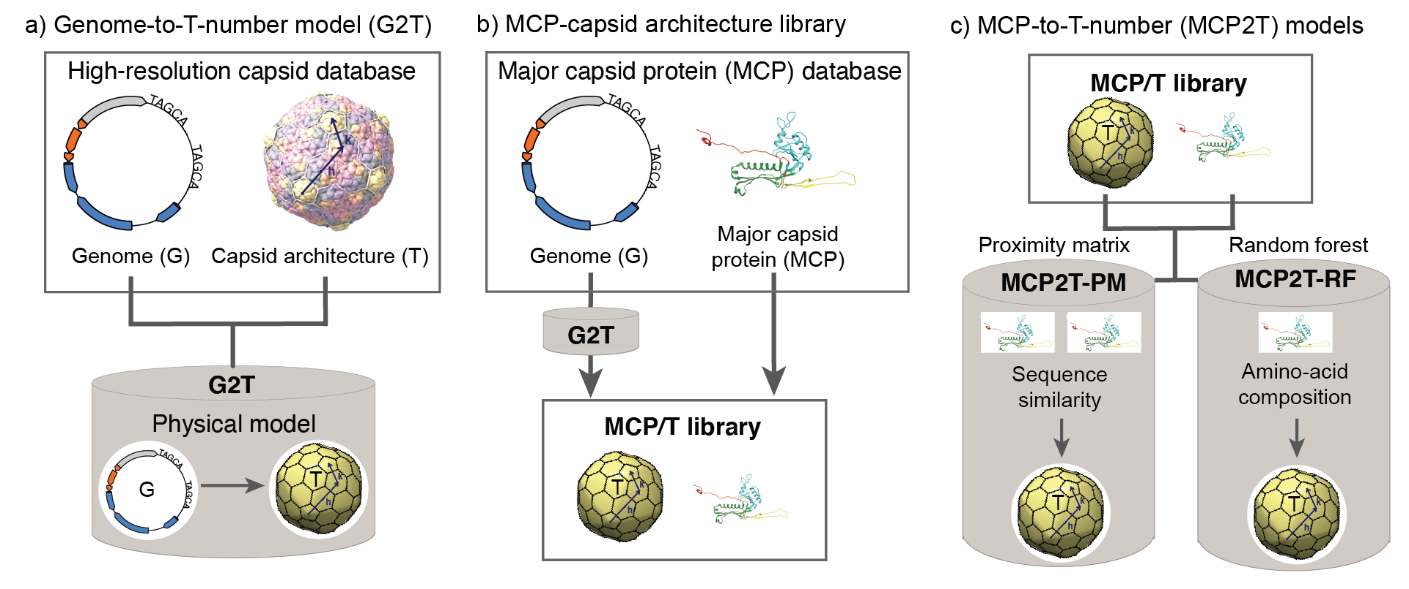 a) Genome-to-T-number model (G2T)
High-resolution capsid database
TAGCA
TAGCA
k
h
Genome (G)
Capsid architecture (T)
G2T
Physical model
TAGCA
TAGCA
G
T
k
h
b) MCP-capsid architecture library
Major capsid protein (MCP) database
TAGCA
TAGCA
Genome (G)
Major capsid
protein (MCP)
G2T
MCP/T library
T
k
h
c) MCP-to-T-number (MCP2T) models
MCP/T library
T
k
h
Proximity matrix
MCP2T-PM
Sequence
similarity
T
k
h
Random forest
MCP2T-RF
Amino-acid
composition
T
k
h